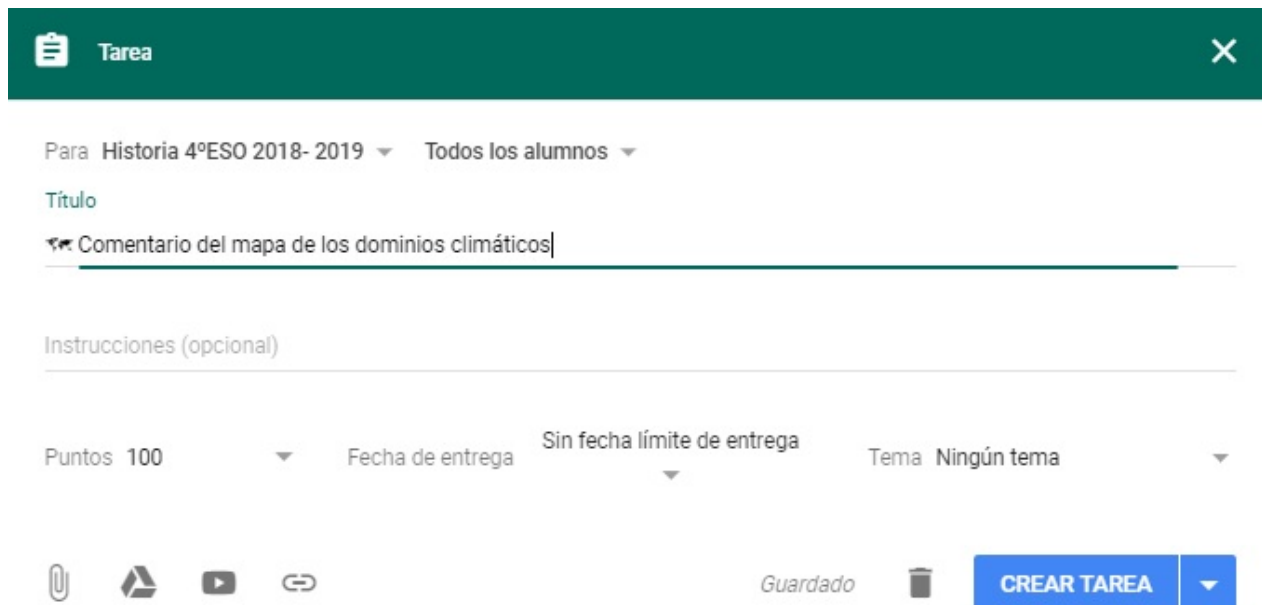 Tarea
Para Historia 4ºESO 2018- 2019 Todos los alumnos
Título
🗺 Comentario del mapa de los dominios climáticos
Instrucciones (opcional)
Puntos 100 Fecha de entrega Sin fecha límite de entrega Tema Ningún tema
Guardado CREAR TAREA